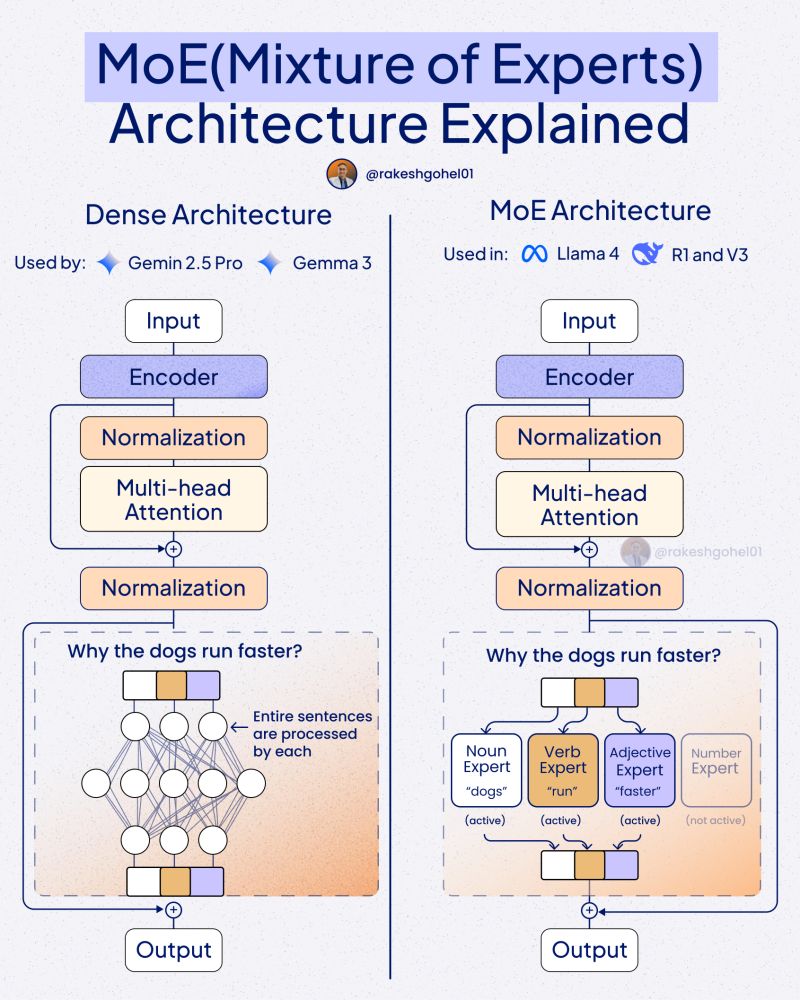 MoE(Mixture of Experts)
Architecture Explained
@rakeshgohel01
Dense Architecture
Used by: Gemin 2.5 Pro Gemma 3
Input
Encoder
Normalization
Multi-head
Attention
+
Normalization
Why the dogs run faster?
Entire sentences
are processed
by each
+
Output
MoE Architecture
Used in: Llama 4 R1 and V3
Input
Encoder
Normalization
Multi-head
Attention
+
@rakeshgohel01
Normalization
Why the dogs run faster?
Noun
Expert
“dogs”
(active)
Verb
Expert
“run”
(active)
Adjective
Expert
“faster”
(active)
Number
Expert
(not active)
+
Output